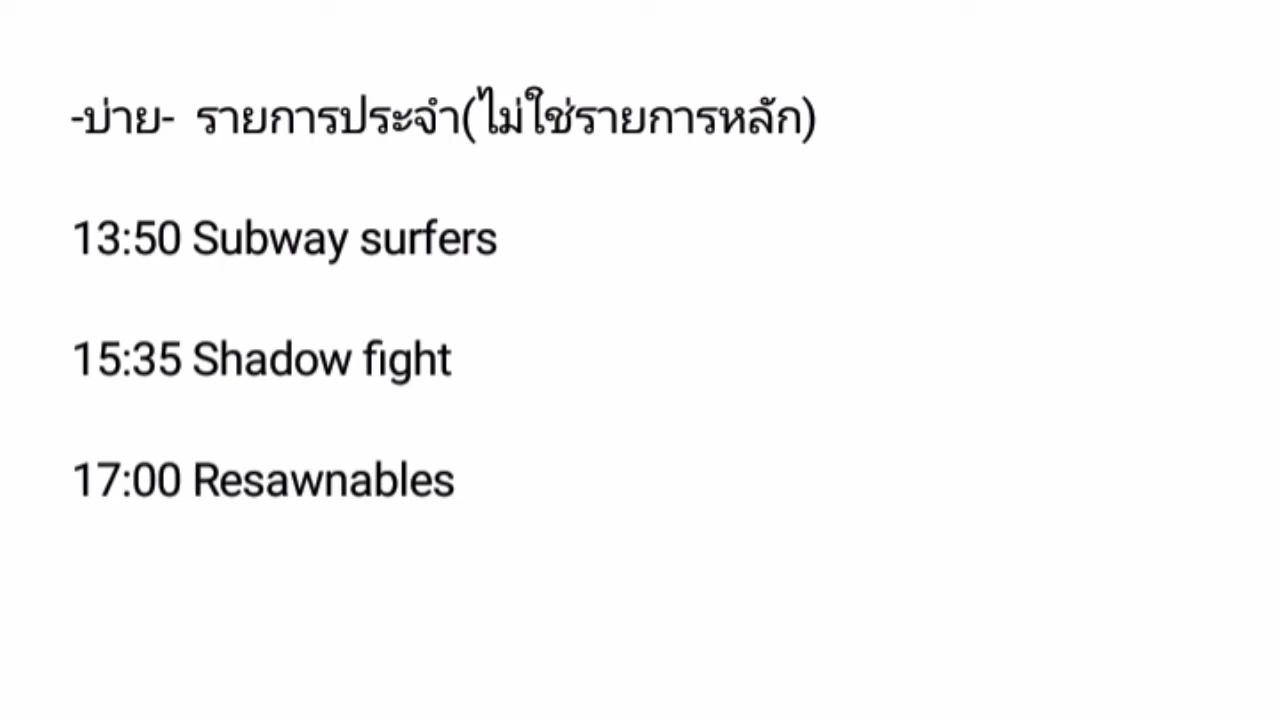 -บ่าย- รายการประจำ(ไม่ใช่รายการหลัก)
13:50 Subway surfers
15:35 Shadow fight
17:00 Resawnables